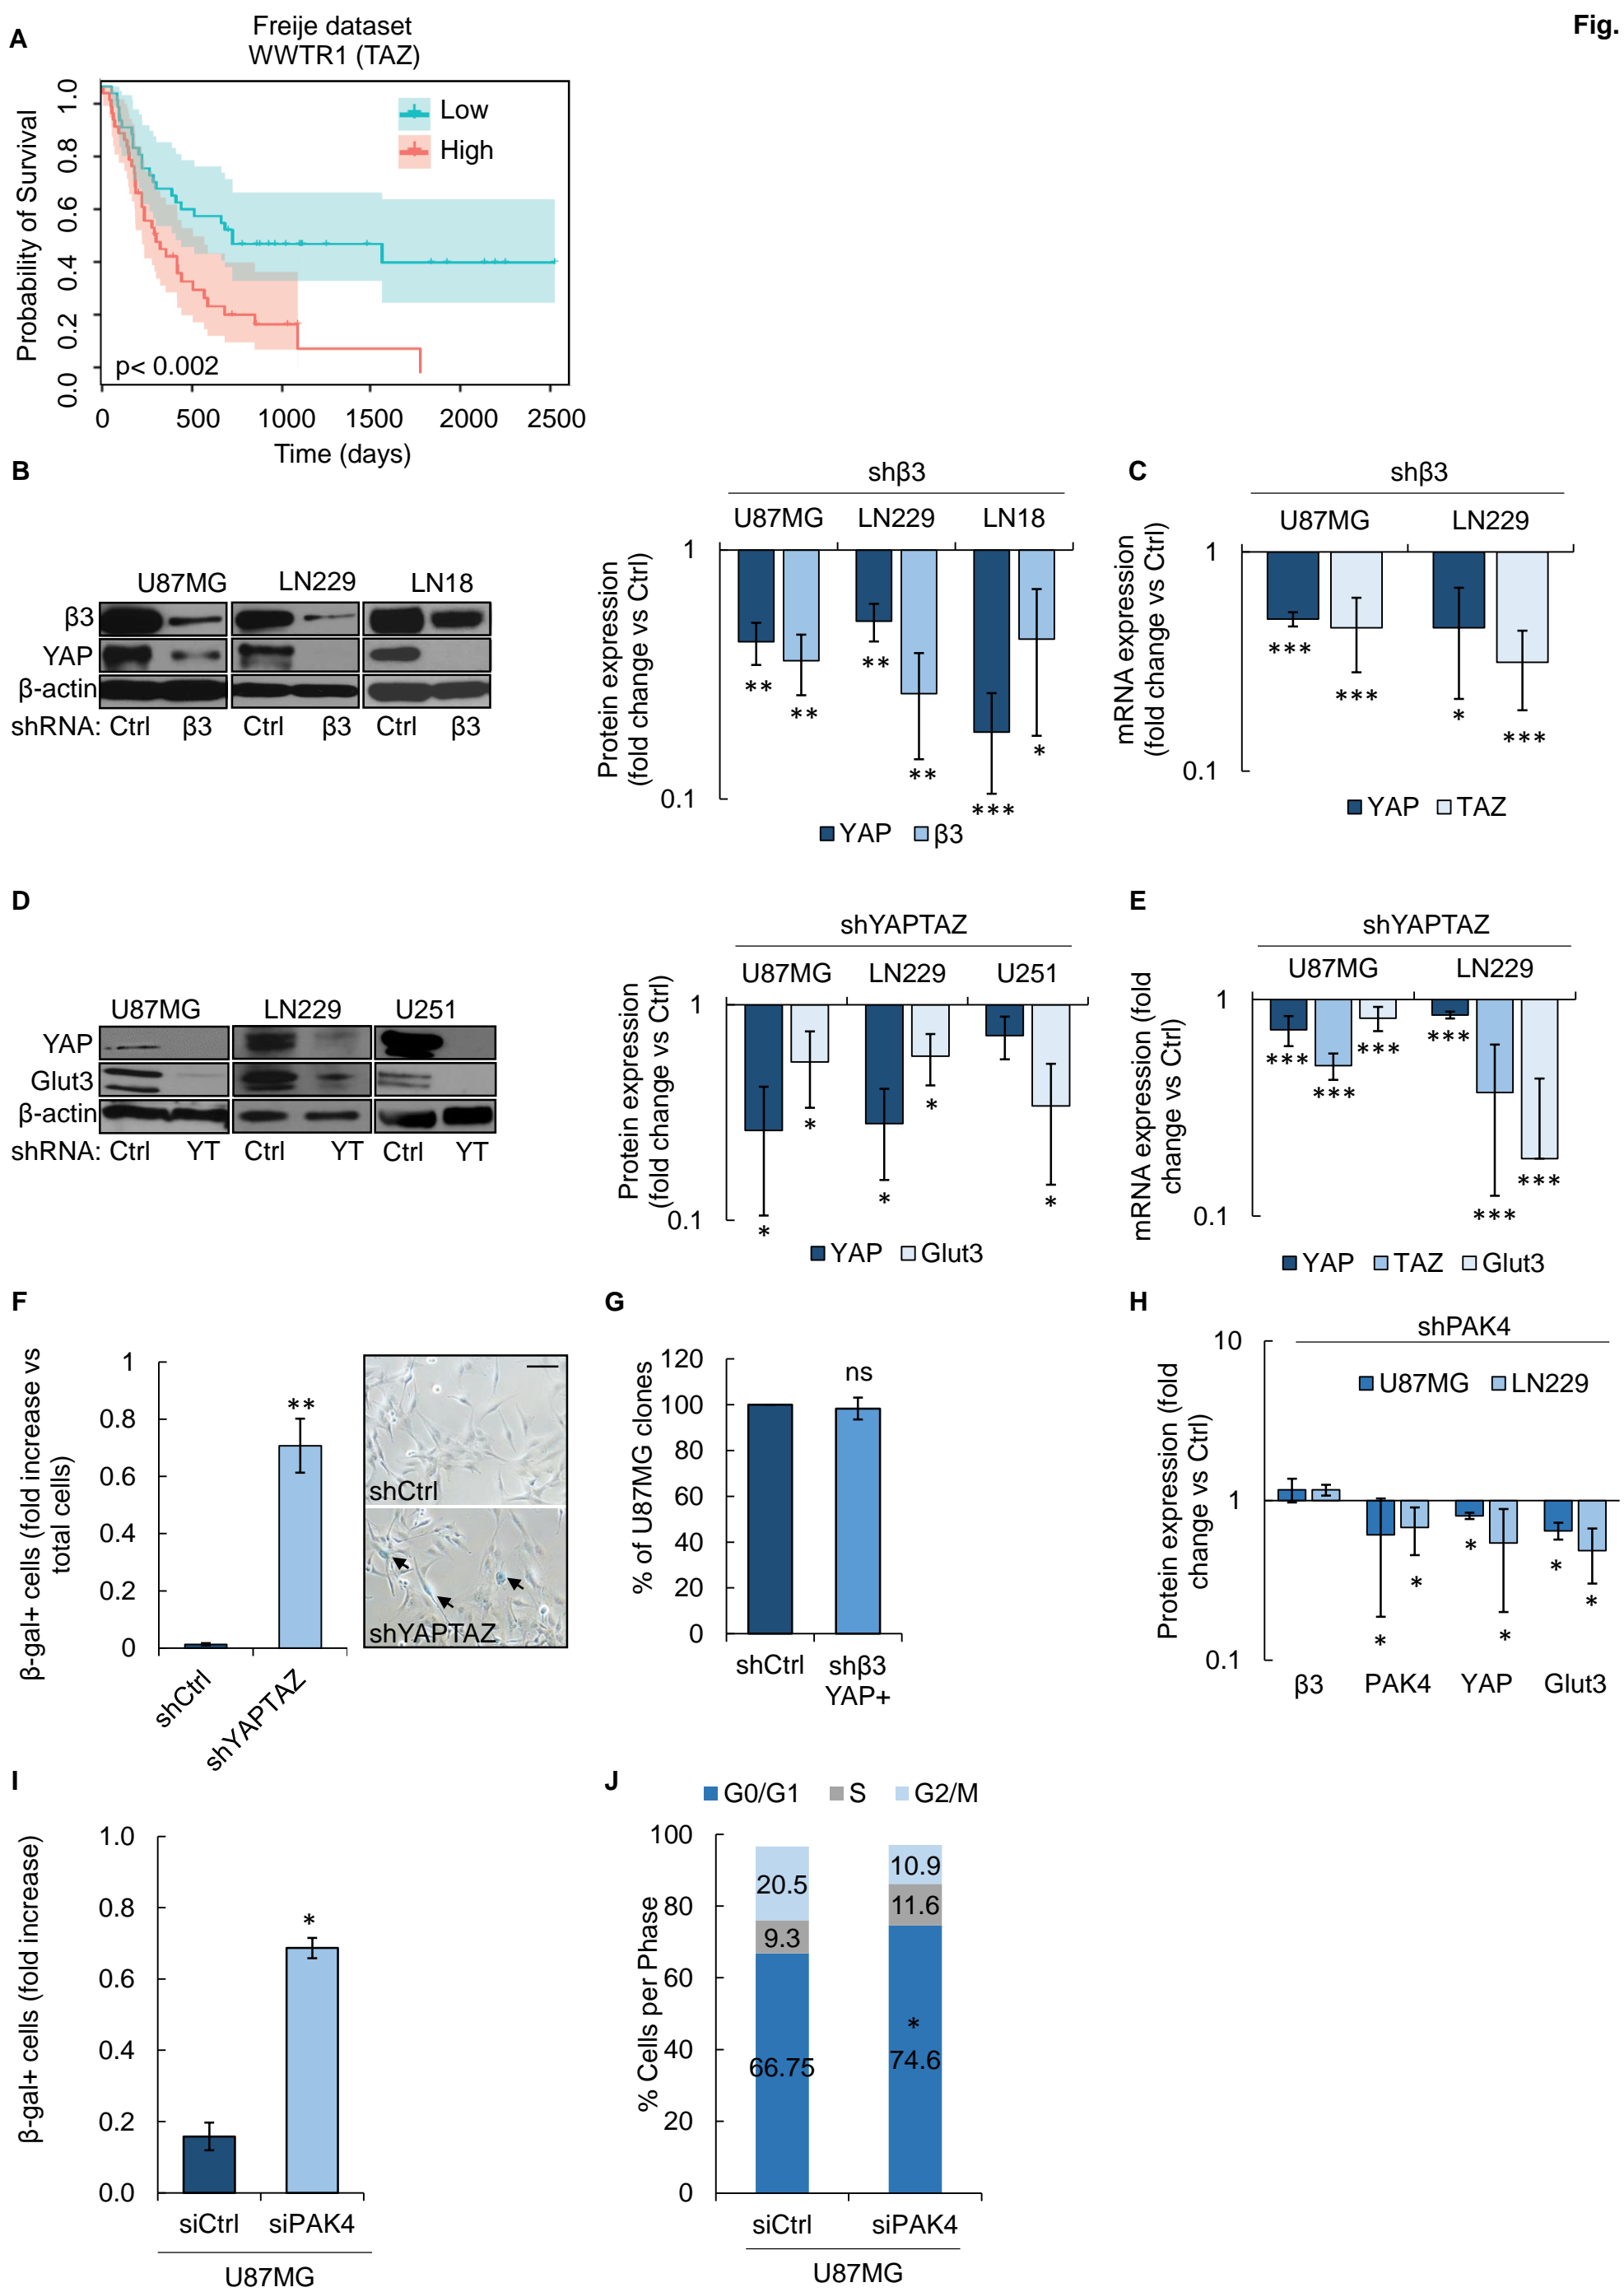 Fig.
A
Freije dataset
WWTR1 (TAZ)
Probability of Survival
1.0
0.8
0.6
0.4
0.2
0.0
Low
High
p< 0.002
0 500 1000 1500 2000 2500
Time (days)
B
U87MG LN229 LN18
β3
YAP
β-actin
shRNA: Ctrl β3 Ctrl β3 Ctrl β3
shβ3
U87MG LN229 LN18
Protein expression
(fold change vs Ctrl)
1
0.1
** ** ** ** *** *
YAP β3
C
shβ3
U87MG LN229
mRNA expression
(fold change vs Ctrl)
1
0.1
*** *** * ***
YAP TAZ
D
U87MG LN229 U251
YAP
Glut3
β-actin
shRNA: Ctrl YT Ctrl YT Ctrl YT
shYAPTAZ
U87MG LN229 U251
Protein expression
(fold change vs Ctrl)
1
0.1
* * * * *
YAP Glut3
E
shYAPTAZ
U87MG LN229
mRNA expression (fold
change vs Ctrl)
1
0.1
*** *** *** *** *** ***
YAP TAZ Glut3
F
β-gal+ cells (fold increase vs
total cells)
1
0.8
0.6
0.4
0.2
0
**
shCtrl
shYAPTAZ
shCtrl
shYAPTAZ
G
% of U87MG clones
120
100
80
60
40
20
0
ns
shCtrl shβ3
YAP+
H
shPAK4
U87MG LN229
Protein expression (fold
change vs Ctrl)
10
1
0.1
* * * * * *
β3 PAK4 YAP Glut3
I
β-gal+ cells (fold increase)
1.0
0.8
0.6
0.4
0.2
0.0
*
siCtrl siPAK4
U87MG
J
G0/G1 S G2/M
% Cells per Phase
100
80
60
40
20
0
20.5
9.3
66.75
10.9
11.6
*
74.6
siCtrl siPAK4
U87MG